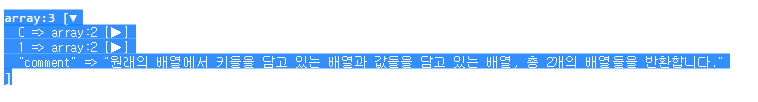 array:3 [▼
0 => array:2 [▶]
1 => array:2 [▶]
"comment" => "원래의 배열에서 키들을 담고 있는 배열과 값들을 담고 있는 배열, 총 2개의 배열들을 반환합니다."
]